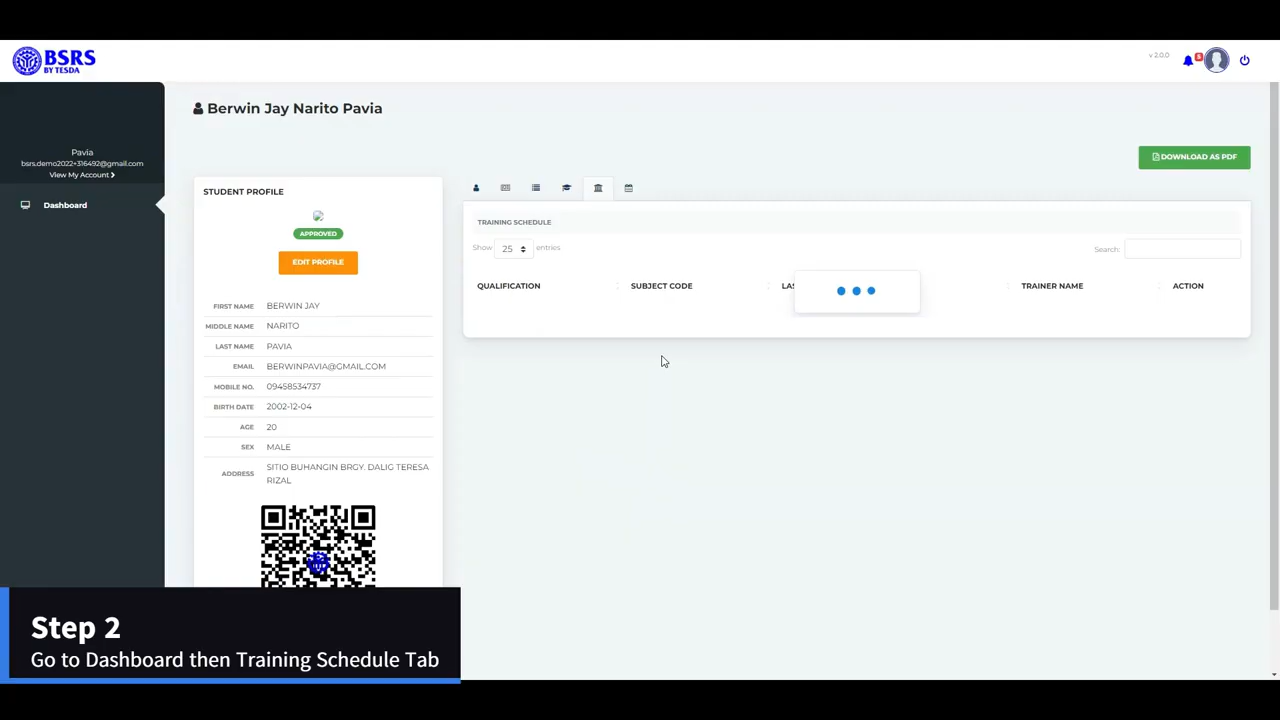 BSRS
BY TESDA
v 2.0.0
6
Pavia
bsrs.demo2022+316492@gmail.com
View My Account
Dashboard
Berwin Jay Narito Pavia
DOWNLOAD AS PDF
STUDENT PROFILE
APPROVED
EDIT PROFILE
FIRST NAME BERWIN JAY
MIDDLE NAME NARITO
LAST NAME PAVIA
EMAIL BERWINPAVIA@GMAIL.COM
MOBILE NO. 09458534737
BIRTH DATE 2002-12-04
AGE 20
SEX MALE
ADDRESS SITIO BUHANGIN BRGY. DALIG TERESA
RIZAL
TRAINING SCHEDULE
Show 25 entries
Search:
QUALIFICATION SUBJECT CODE LAS TRAINER NAME ACTION
Step 2
Go to Dashboard then Training Schedule Tab